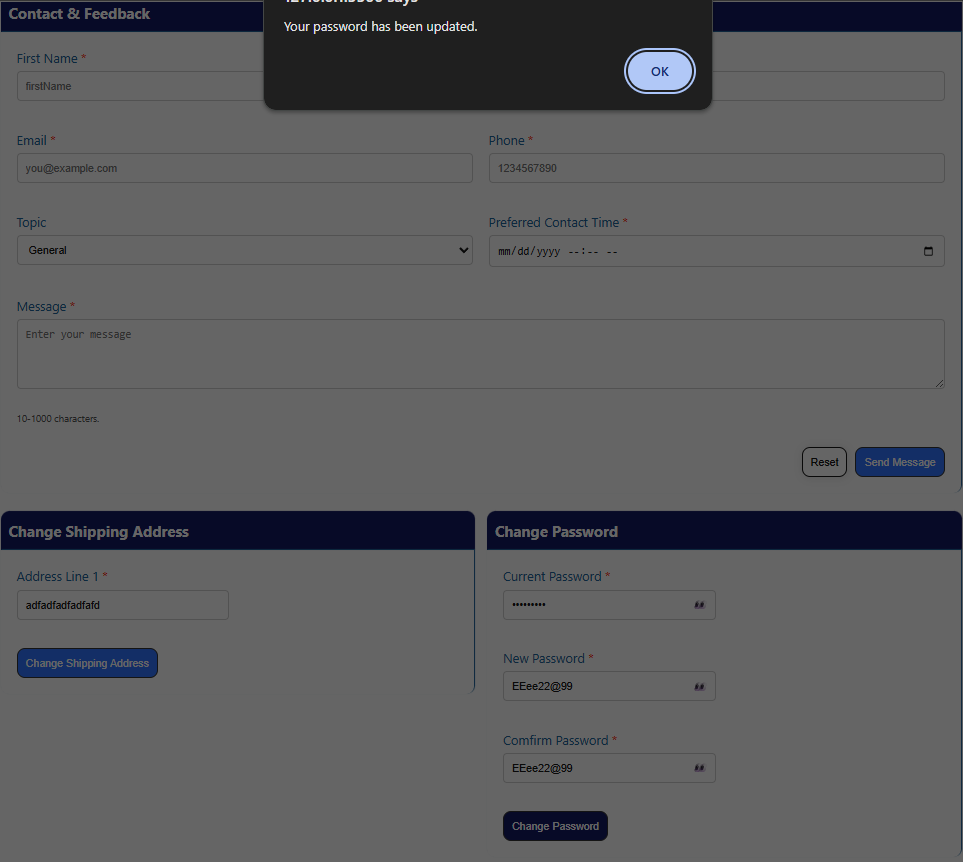 Contact & Feedback
Your password has been updated.
OK
First Name *
firstName
Email *
Phone *
you@example.com
1234567890
Topic
Preferred Contact Time *
General
mm/dd/yyyy --:-- --
Message *
Enter your message
10-1000 characters.
Reset
Send Message
Change Shipping Address
Change Password
Address Line 1 *
Current Password *
adfadfadfadfafd
•••••••••
Change Shipping Address
New Password *
EEee22@99
Comfirm Password *
EEee22@99
Change Password